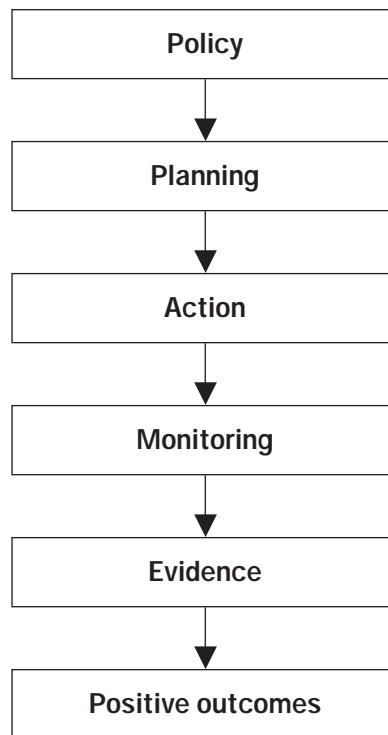 Policy
Planning
Action
Monitoring
Evidence
Positive outcomes